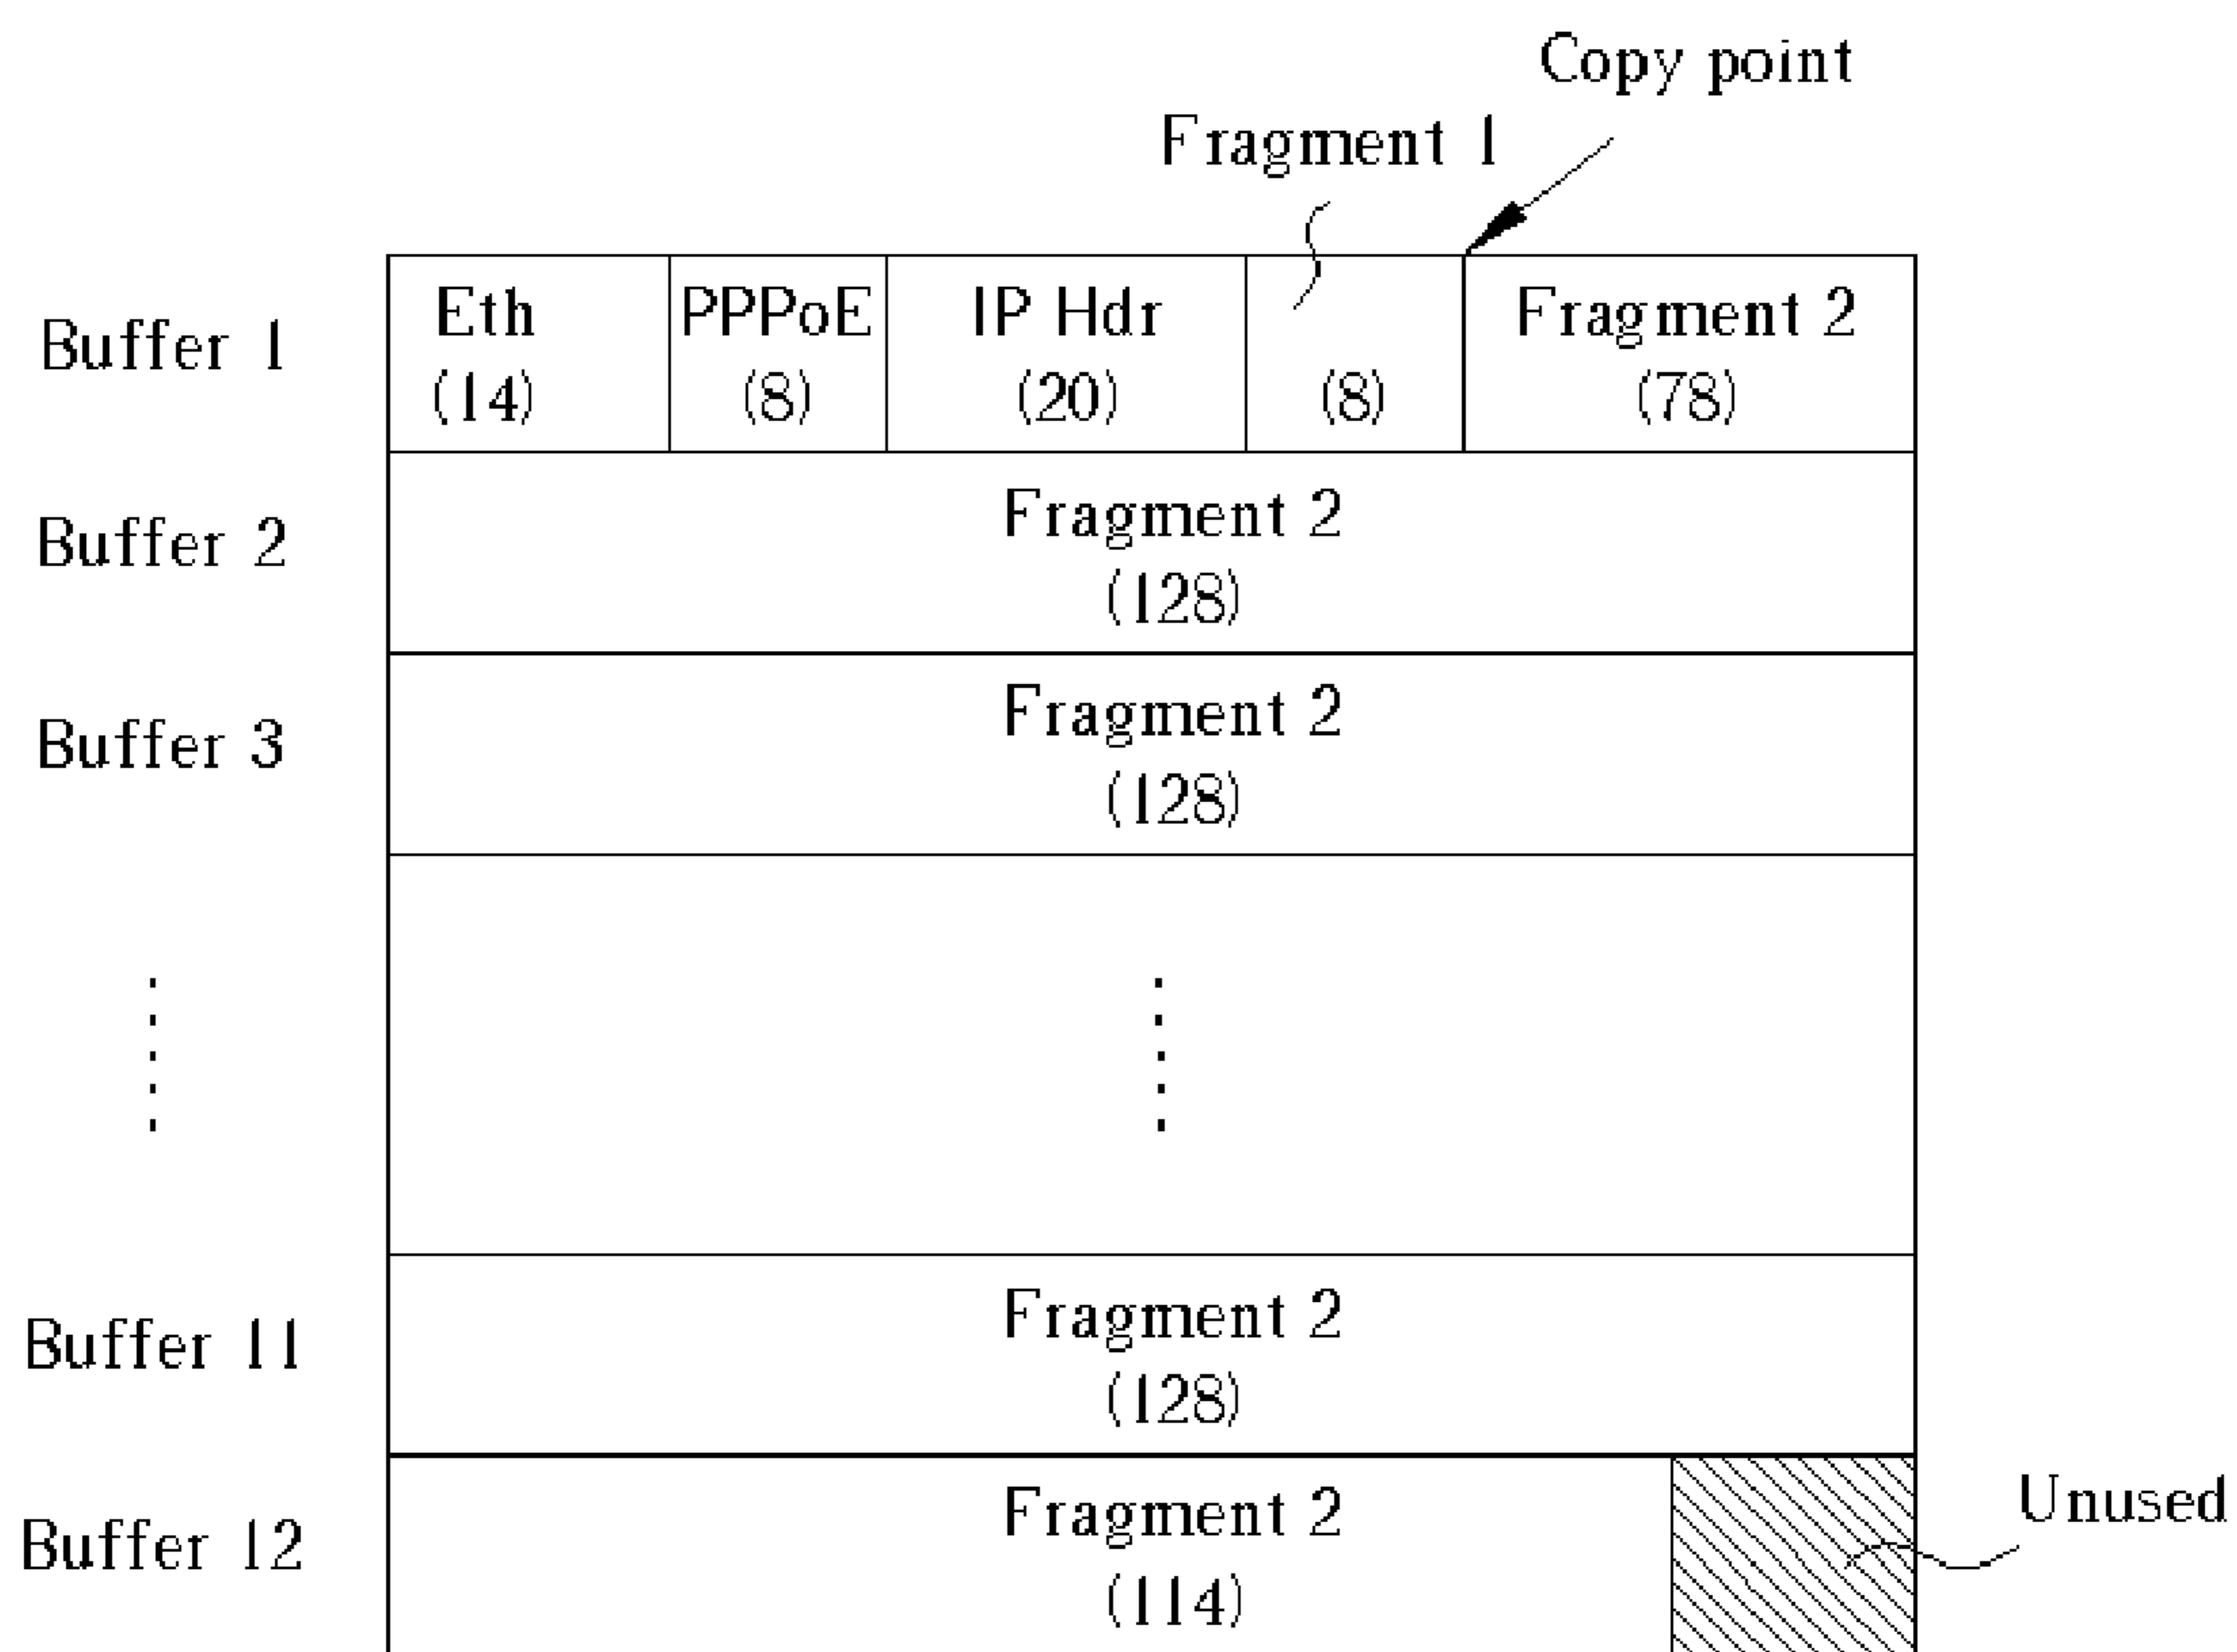 Copy point
Fragment 1
Buffer 1
Eth
(14)
PPPoE
(8)
IP Hdr
(20)
(8)
Fragment 2
(78)
Buffer 2
Fragment 2
(128)
Buffer 3
Fragment 2
(128)
Buffer 11
Fragment 2
(128)
Buffer 12
Fragment 2
(114)
Unused